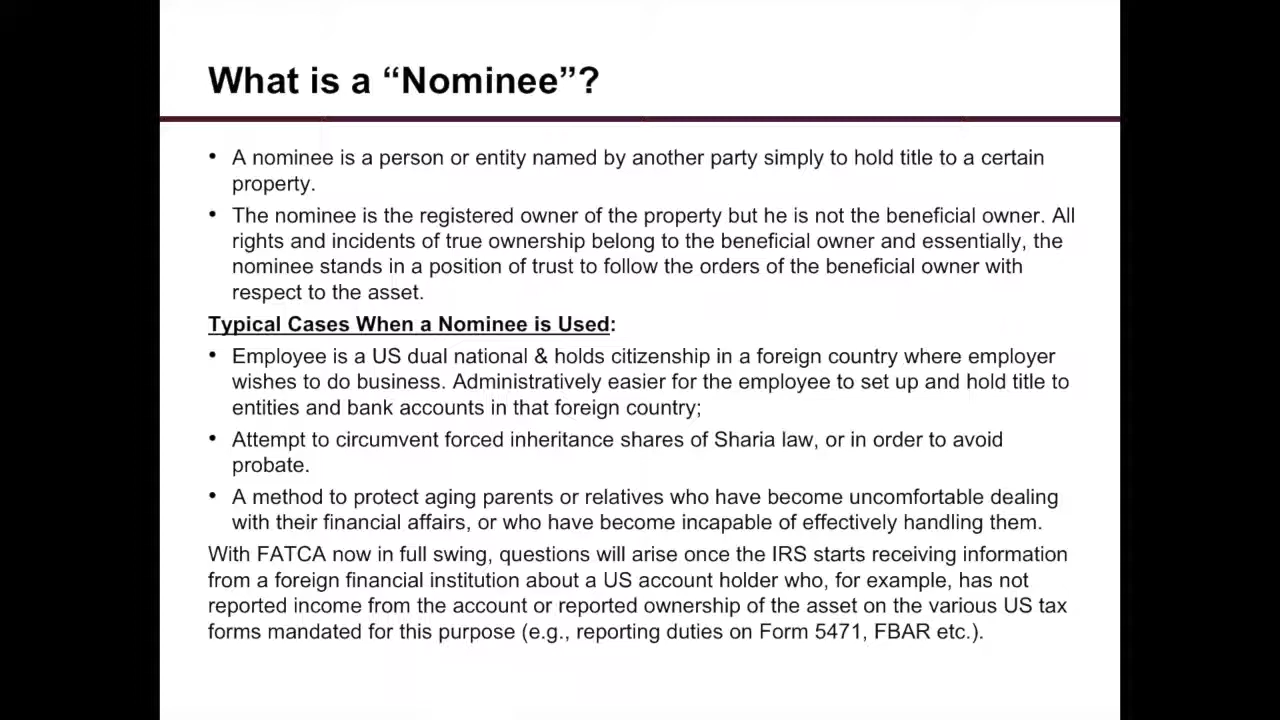 What is a “Nominee”?
• A nominee is a person or entity named by another party simply to hold title to a certain
property.
• The nominee is the registered owner of the property but he is not the beneficial owner. All
rights and incidents of true ownership belong to the beneficial owner and essentially, the
nominee stands in a position of trust to follow the orders of the beneficial owner with
respect to the asset.
Typical Cases When a Nominee is Used:
• Employee is a US dual national & holds citizenship in a foreign country where employer
wishes to do business. Administratively easier for the employee to set up and hold title to
entities and bank accounts in that foreign country;
• Attempt to circumvent forced inheritance shares of Sharia law, or in order to avoid
probate.
• A method to protect aging parents or relatives who have become uncomfortable dealing
with their financial affairs, or who have become incapable of effectively handling them.
With FATCA now in full swing, questions will arise once the IRS starts receiving information
from a foreign financial institution about a US account holder who, for example, has not
reported income from the account or reported ownership of the asset on the various US tax
forms mandated for this purpose (e.g., reporting duties on Form 5471, FBAR etc.).